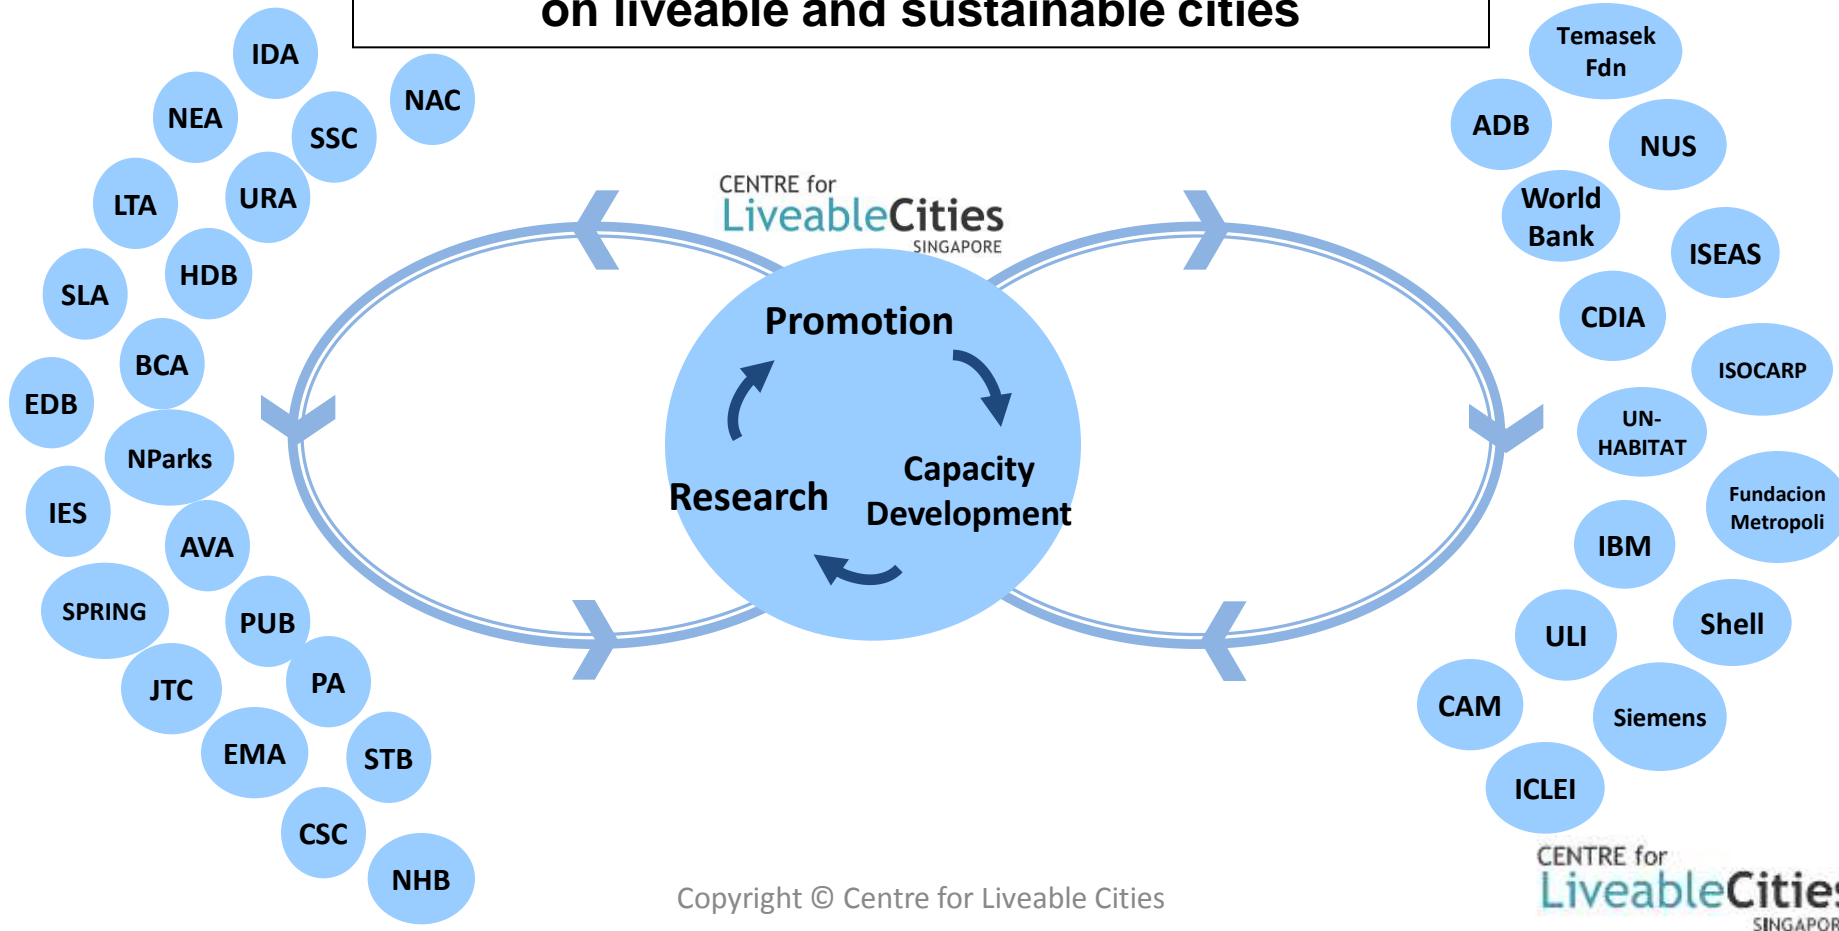 on liveable and sustainable cities
IDA
NAC
NEA
SSC
LTA
URA
SLA
HDB
BCA
EDB
NParks
IES
AVA
SPRING
PUB
JTC
PA
EMA
STB
CSC
NHB
CENTRE for
LiveableCities
SINGAPORE
Promotion
Capacity
Development
Research
Temasek
Fdn
ADB
NUS
World
Bank
ISEAS
CDIA
ISOCARP
UN-
HABITAT
Fundacion
Metropoli
IBM
Shell
ULI
CAM
Siemens
ICLEI
Copyright © Centre for Liveable Cities
CENTRE for
LiveableCities
SINGAPOR